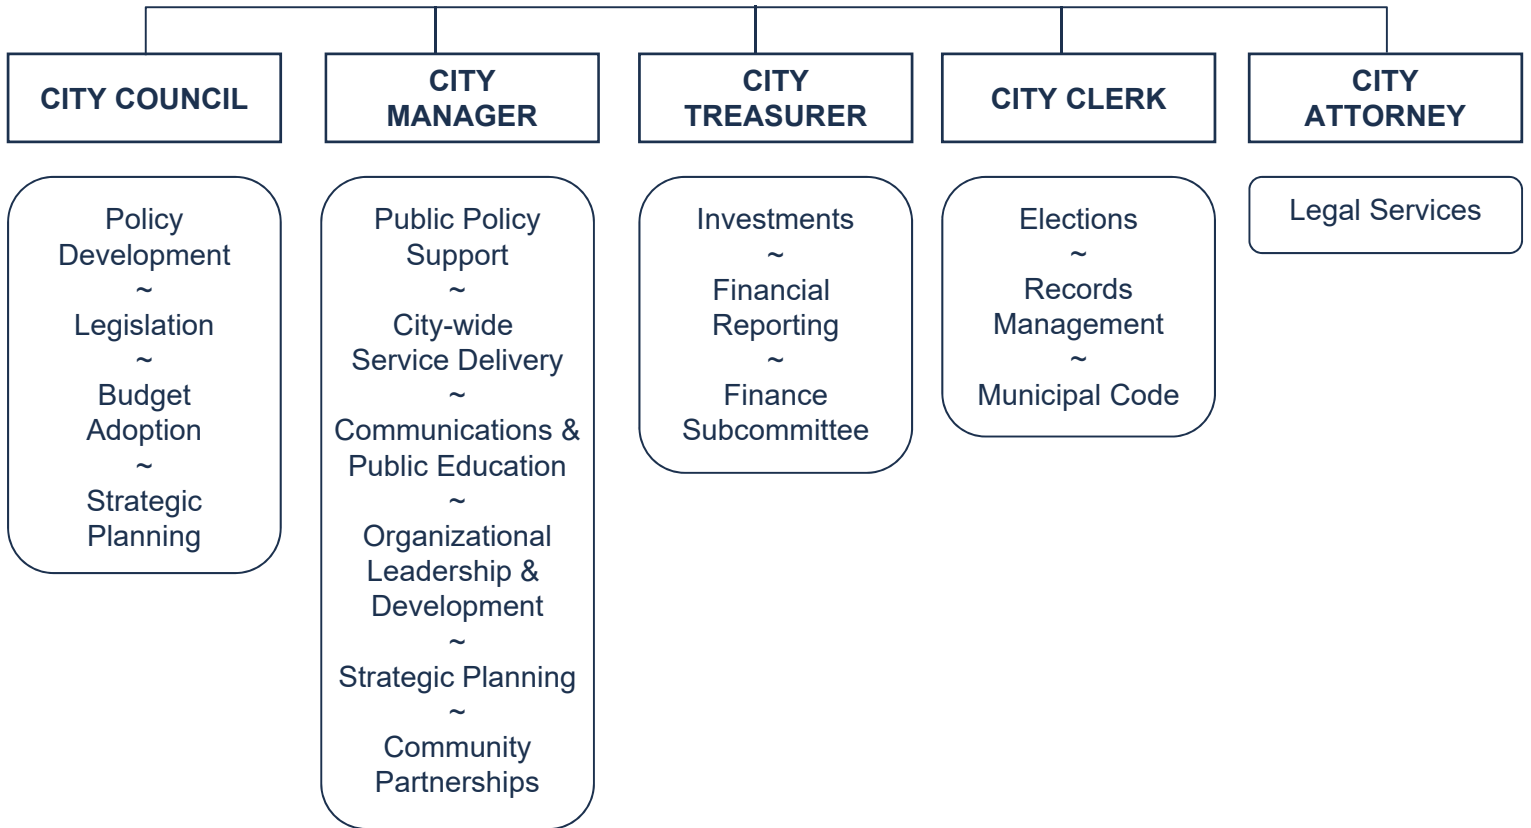 CITY COUNCIL
CITY
MANAGER
CITY
TREASURER
CITY CLERK
CITY
ATTORNEY
Policy
Development
~
Legislation
~
Budget
Adoption
~
Strategic
Planning
Public Policy
Support
~
City-wide
Service Delivery
~
Communications &
Public Education
~
Organizational
Leadership &
Development
~
Strategic Planning
~
Community
Partnerships
Investments
~
Financial
Reporting
~
Finance
Subcommittee
Elections
~
Records
Management
~
Municipal Code
Legal Services